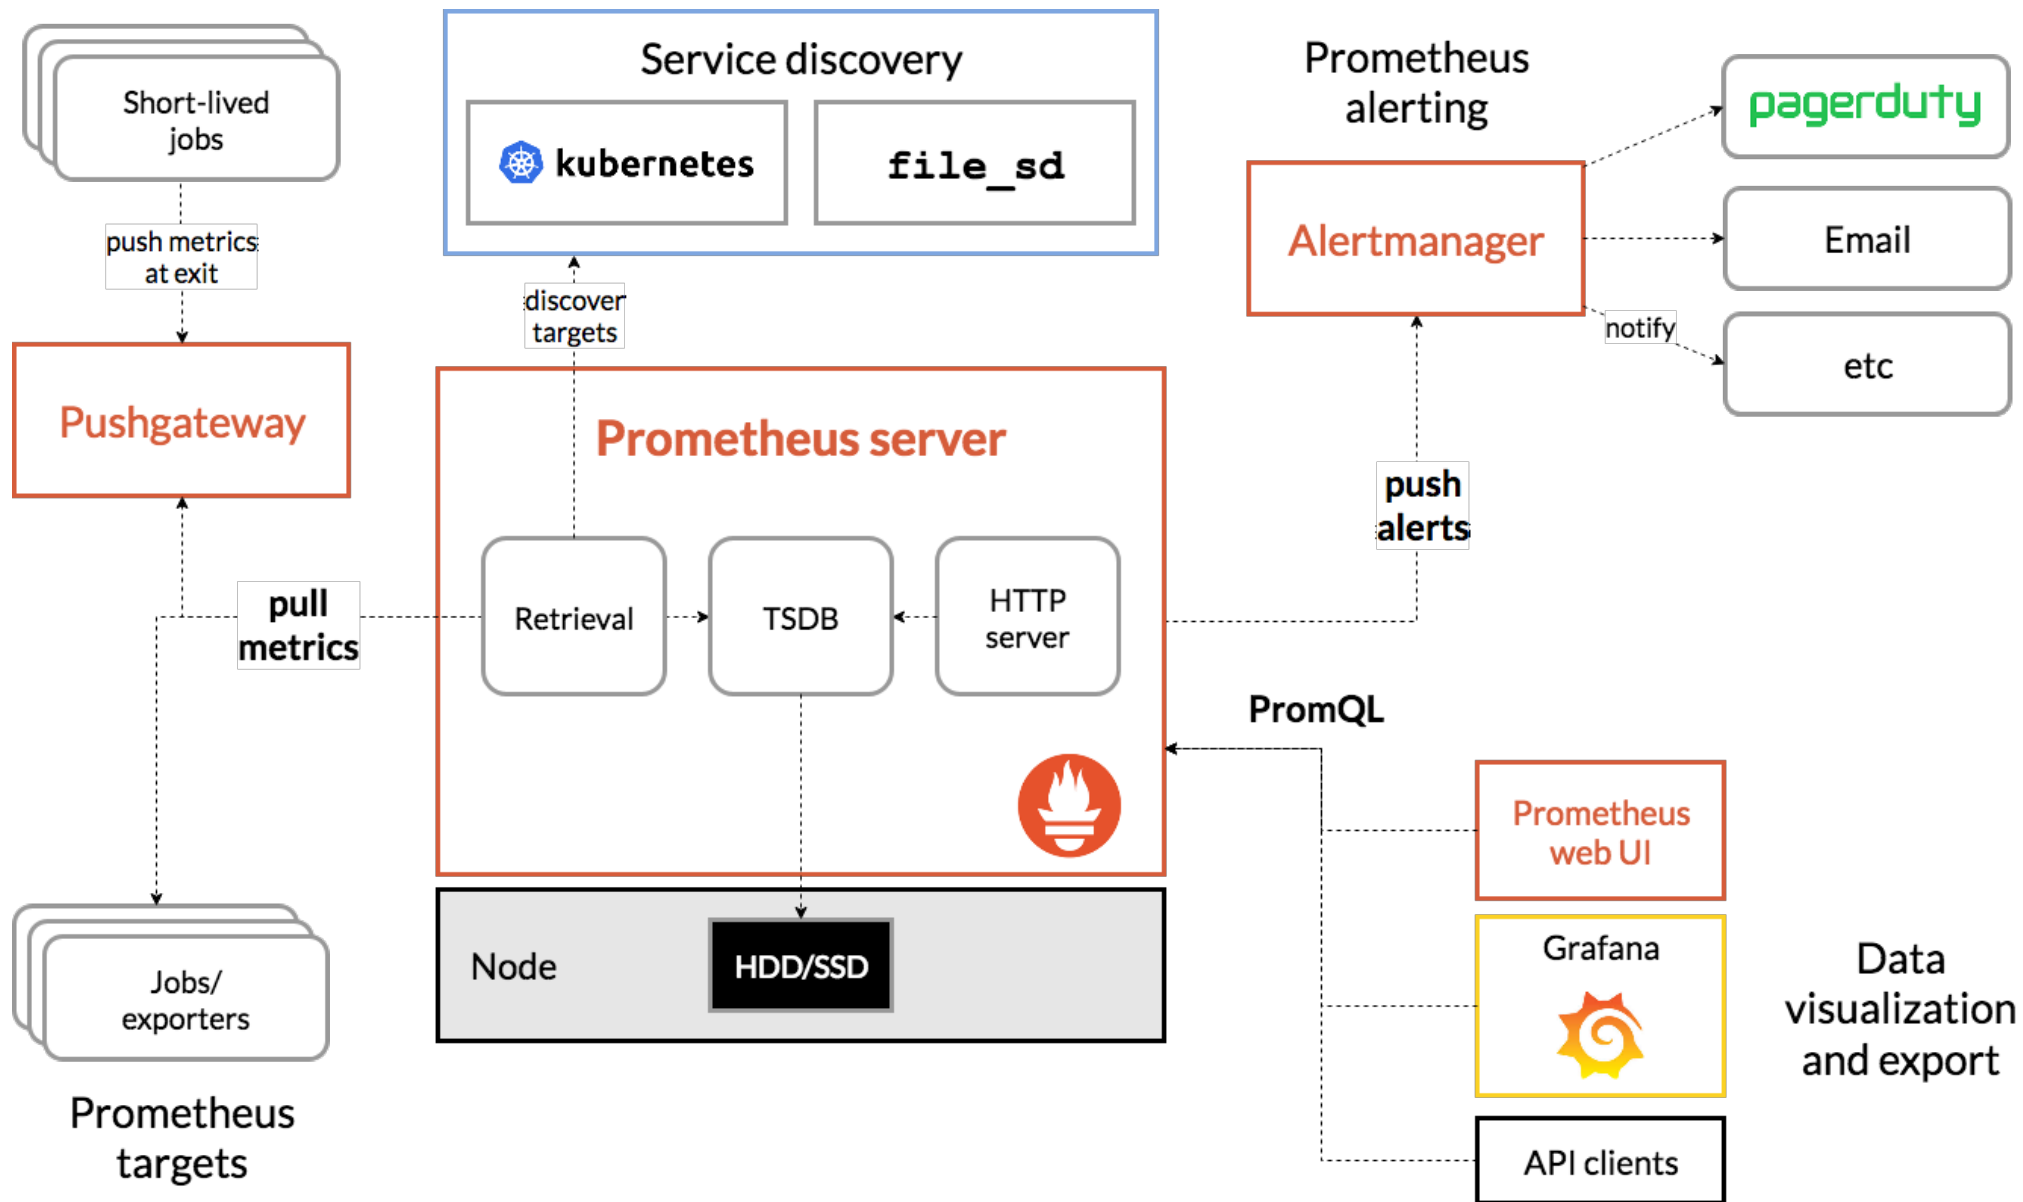 Short-lived
jobs
push metrics
at exit
Pushgateway
pull
metrics
Jobs/
exporters
Prometheus
targets
Service discovery
kubernetes
file_sd
discover
targets
Prometheus server
Retrieval
TSDB
HTTP
server
Node
HDD/SSD
Prometheus
alerting
Alertmanager
pagerduty
Email
notify
etc
push
alerts
PromQL
Prometheus
web UI
Grafana
API clients
Data
visualization
and export